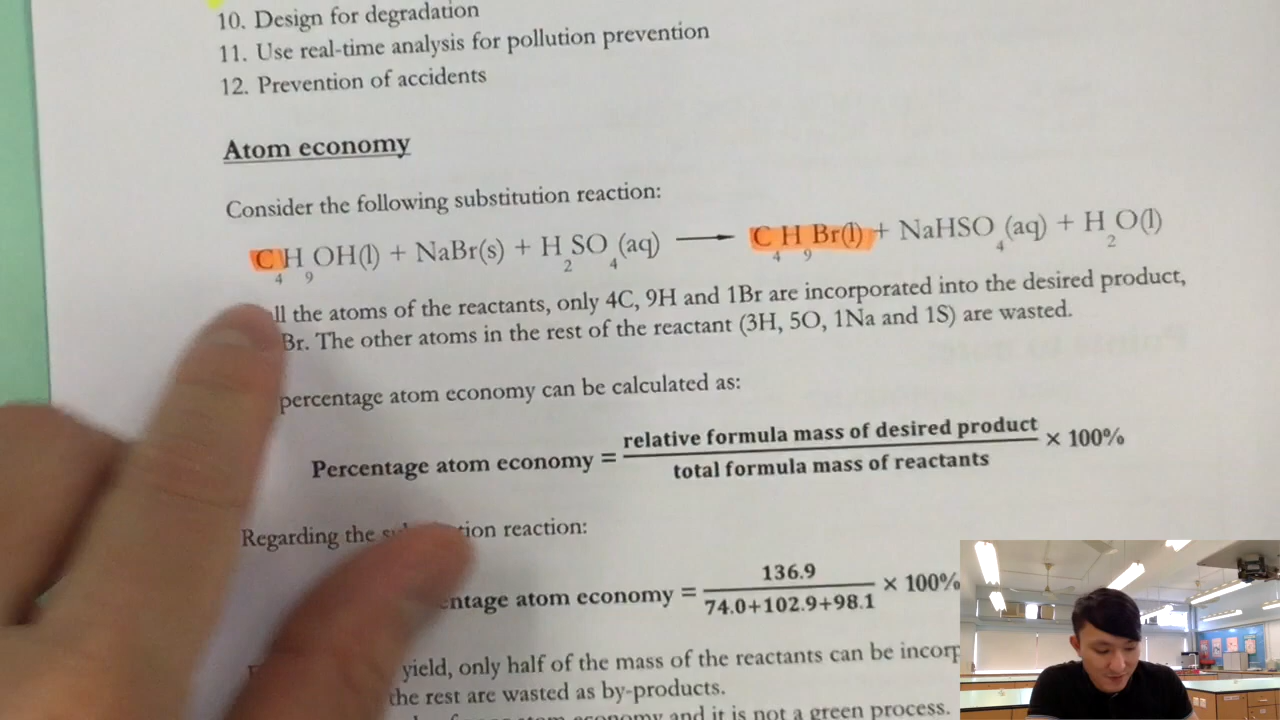 10. Design for degradation
11. Use real-time analysis for pollution prevention
12. Prevention of accidents
Atom economy
Consider the following substitution reaction:
C₄H₉OH(l) + NaBr(s) + H₂SO₄(aq) ⟶ C₄H₉Br(l) + NaHSO₄(aq) + H₂O(l)
the atoms of the reactants, only 4C, 9H and 1Br are incorporated into the desired product,
Br. The other atoms in the rest of the reactant (3H, 5O, 1Na and 1S) are wasted.
percentage atom economy can be calculated as:
Percentage atom economy = relative formula mass of desired product / total formula mass of reactants × 100%
Regarding the reaction:
atom economy = 136.9 / 74.0+102.9+98.1 × 100%
yield, only half of the mass of the reactants can be
the rest are wasted as by-products.
economy and it is not a green process.